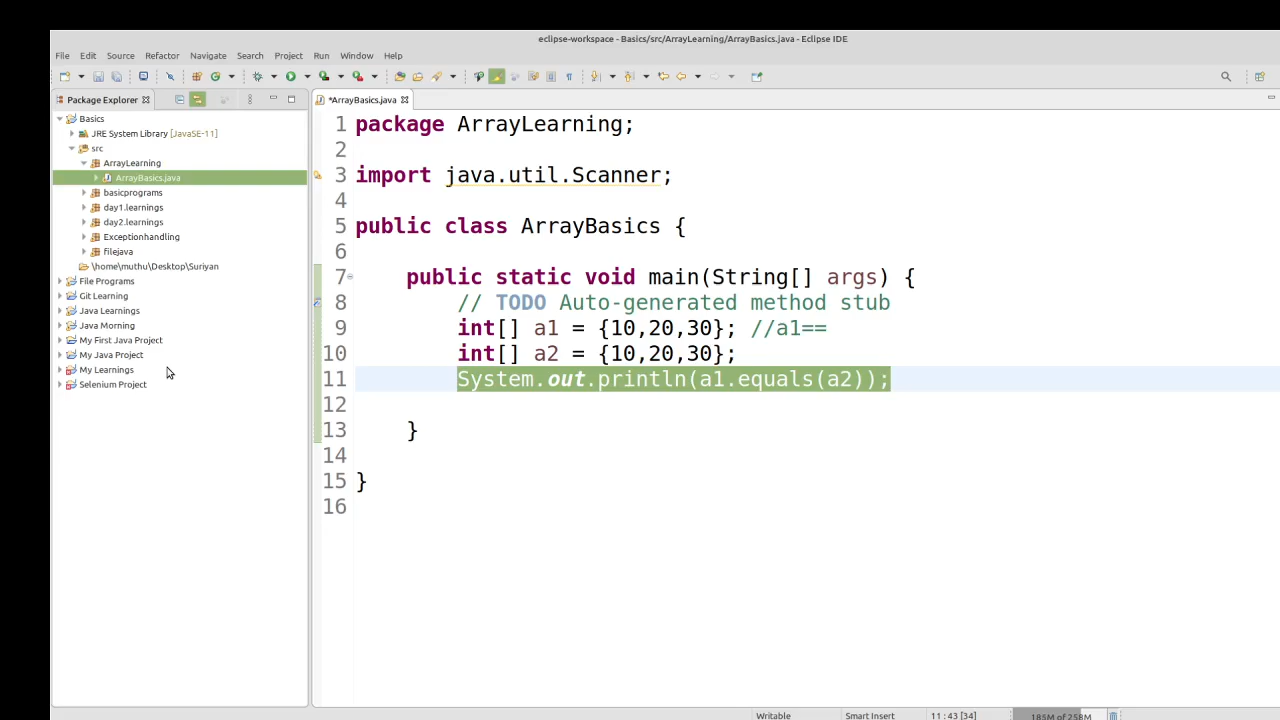 eclipse-workspace - Basics/src/ArrayLearning/ArrayBasics.java - Eclipse IDE
File Edit Source Refactor Navigate Search Project Run Window Help
Package Explorer
*ArrayBasics.java
Basics
JRE System Library [JavaSE-11]
src
ArrayLearning
ArrayBasics.java
basicprograms
day1.learnings
day2.learnings
Exceptionhandling
filejava
\home\muthu\Desktop\Suriyan
File Programs
Git Learning
Java Learnings
Java Morning
My First Java Project
My Java Project
My Learnings
Selenium Project
1 package ArrayLearning;
2
3 import java.util.Scanner;
4
5 public class ArrayBasics {
6
7 public static void main(String[] args) {
8 // TODO Auto-generated method stub
9 int[] a1 = {10,20,30}; //a1==
10 int[] a2 = {10,20,30};
11 System.out.println(a1.equals(a2));
12
13 }
14
15 }
16
Writable Smart Insert 11 : 43 [34] 185M of 258M